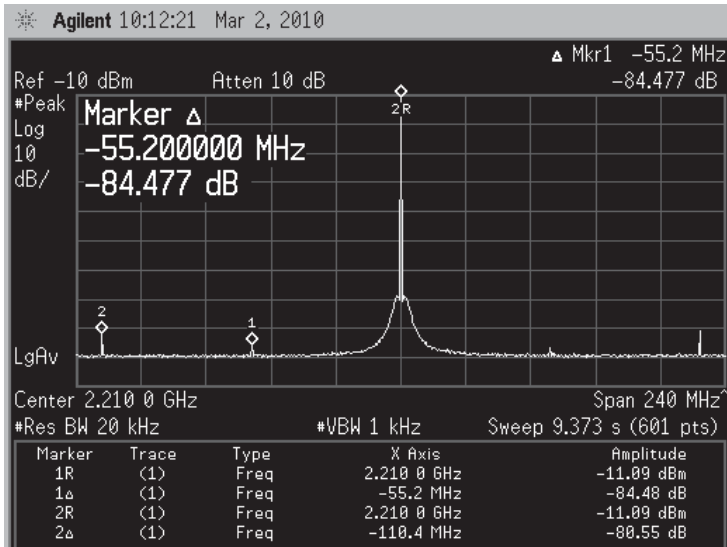 Agilent 10:12:21 Mar 2, 2010
Δ Mkr1 -55.2 MHz
Ref -10 dBm Atten 10 dB -84.477 dB
#Peak
Log
10
dB/
Marker Δ
-55.200000 MHz
-84.477 dB
2R
2
1
LgAv
Center 2.210 0 GHz Span 240 MHz^
#Res BW 20 kHz #VBW 1 kHz Sweep 9.373 s (601 pts)
Marker Trace Type X Axis Amplitude
1R (1) Freq 2.210 0 GHz -11.09 dBm
1Δ (1) Freq -55.2 MHz -84.48 dB
2R (1) Freq 2.210 0 GHz -11.09 dBm
2Δ (1) Freq -110.4 MHz -80.55 dB